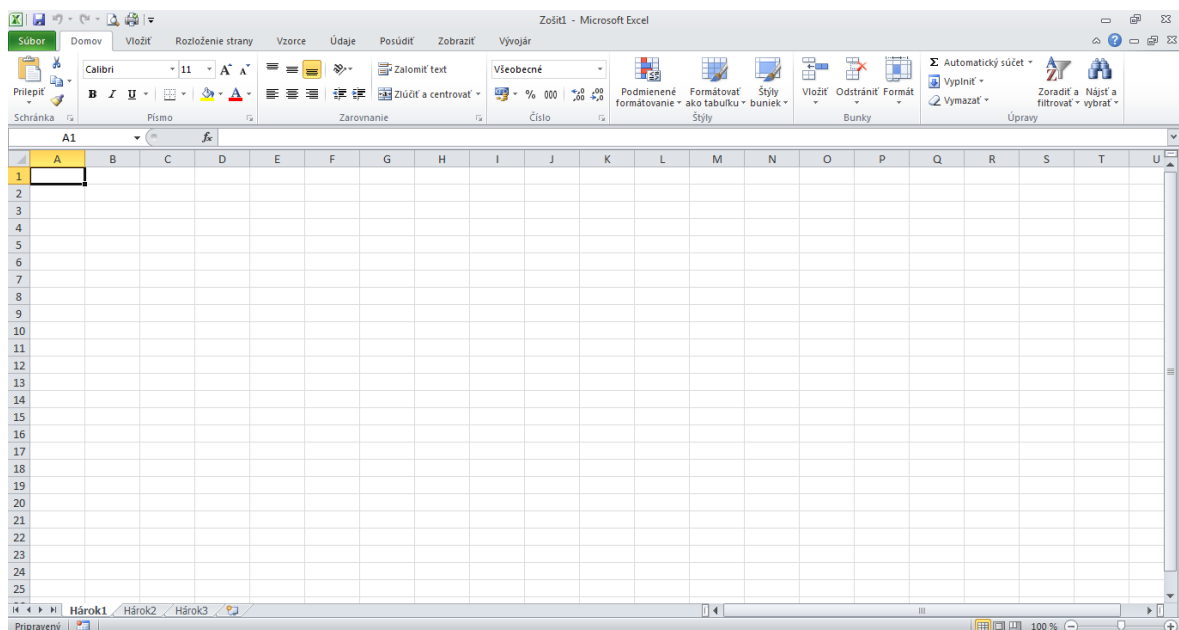 Zošit1 - Microsoft Excel
Súbor Domov Vložiť Rozloženie strany Vzorce Údaje Posúdiť Zobraziť Vývojár
Prilepiť
Schránka
Calibri 11
B I U
Písmo
Zalomiť text
Zlúčiť a centrovať
Zarovnanie
Všeobecné
% 000 ,00 ,00
Číslo
Podmienené formátovanie
Formátovať ako tabuľku
Štýly buniek
Štýly
Vložiť Odstrániť Formát
Bunky
Σ Automatický súčet
Vyplniť
Vymazať
Zoradiť a filtrovať
Nájsť a vybrať
Úpravy
A1 fx
A B C D E F G H I J K L M N O P Q R S T U
1
2
3
4
5
6
7
8
9
10
11
12
13
14
15
16
17
18
19
20
21
22
23
24
25
Hárok1 Hárok2 Hárok3
Pripravený 100 %